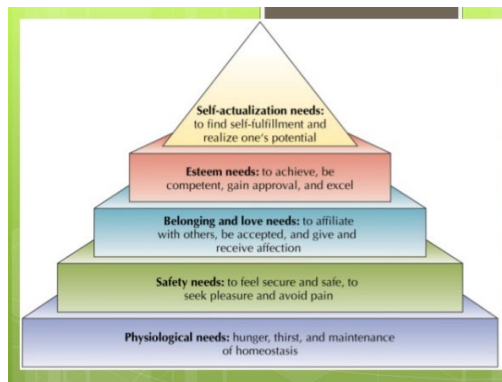 Self-actualization needs:
to find self-fulfillment and
realize one's potential
Esteem needs: to achieve, be
competent, gain approval, and excel
Belonging and love needs: to affiliate
with others, be accepted, and give and
receive affection
Safety needs: to feel secure and safe, to
seek pleasure and avoid pain
Physiological needs: hunger, thirst, and maintenance
of homeostasis